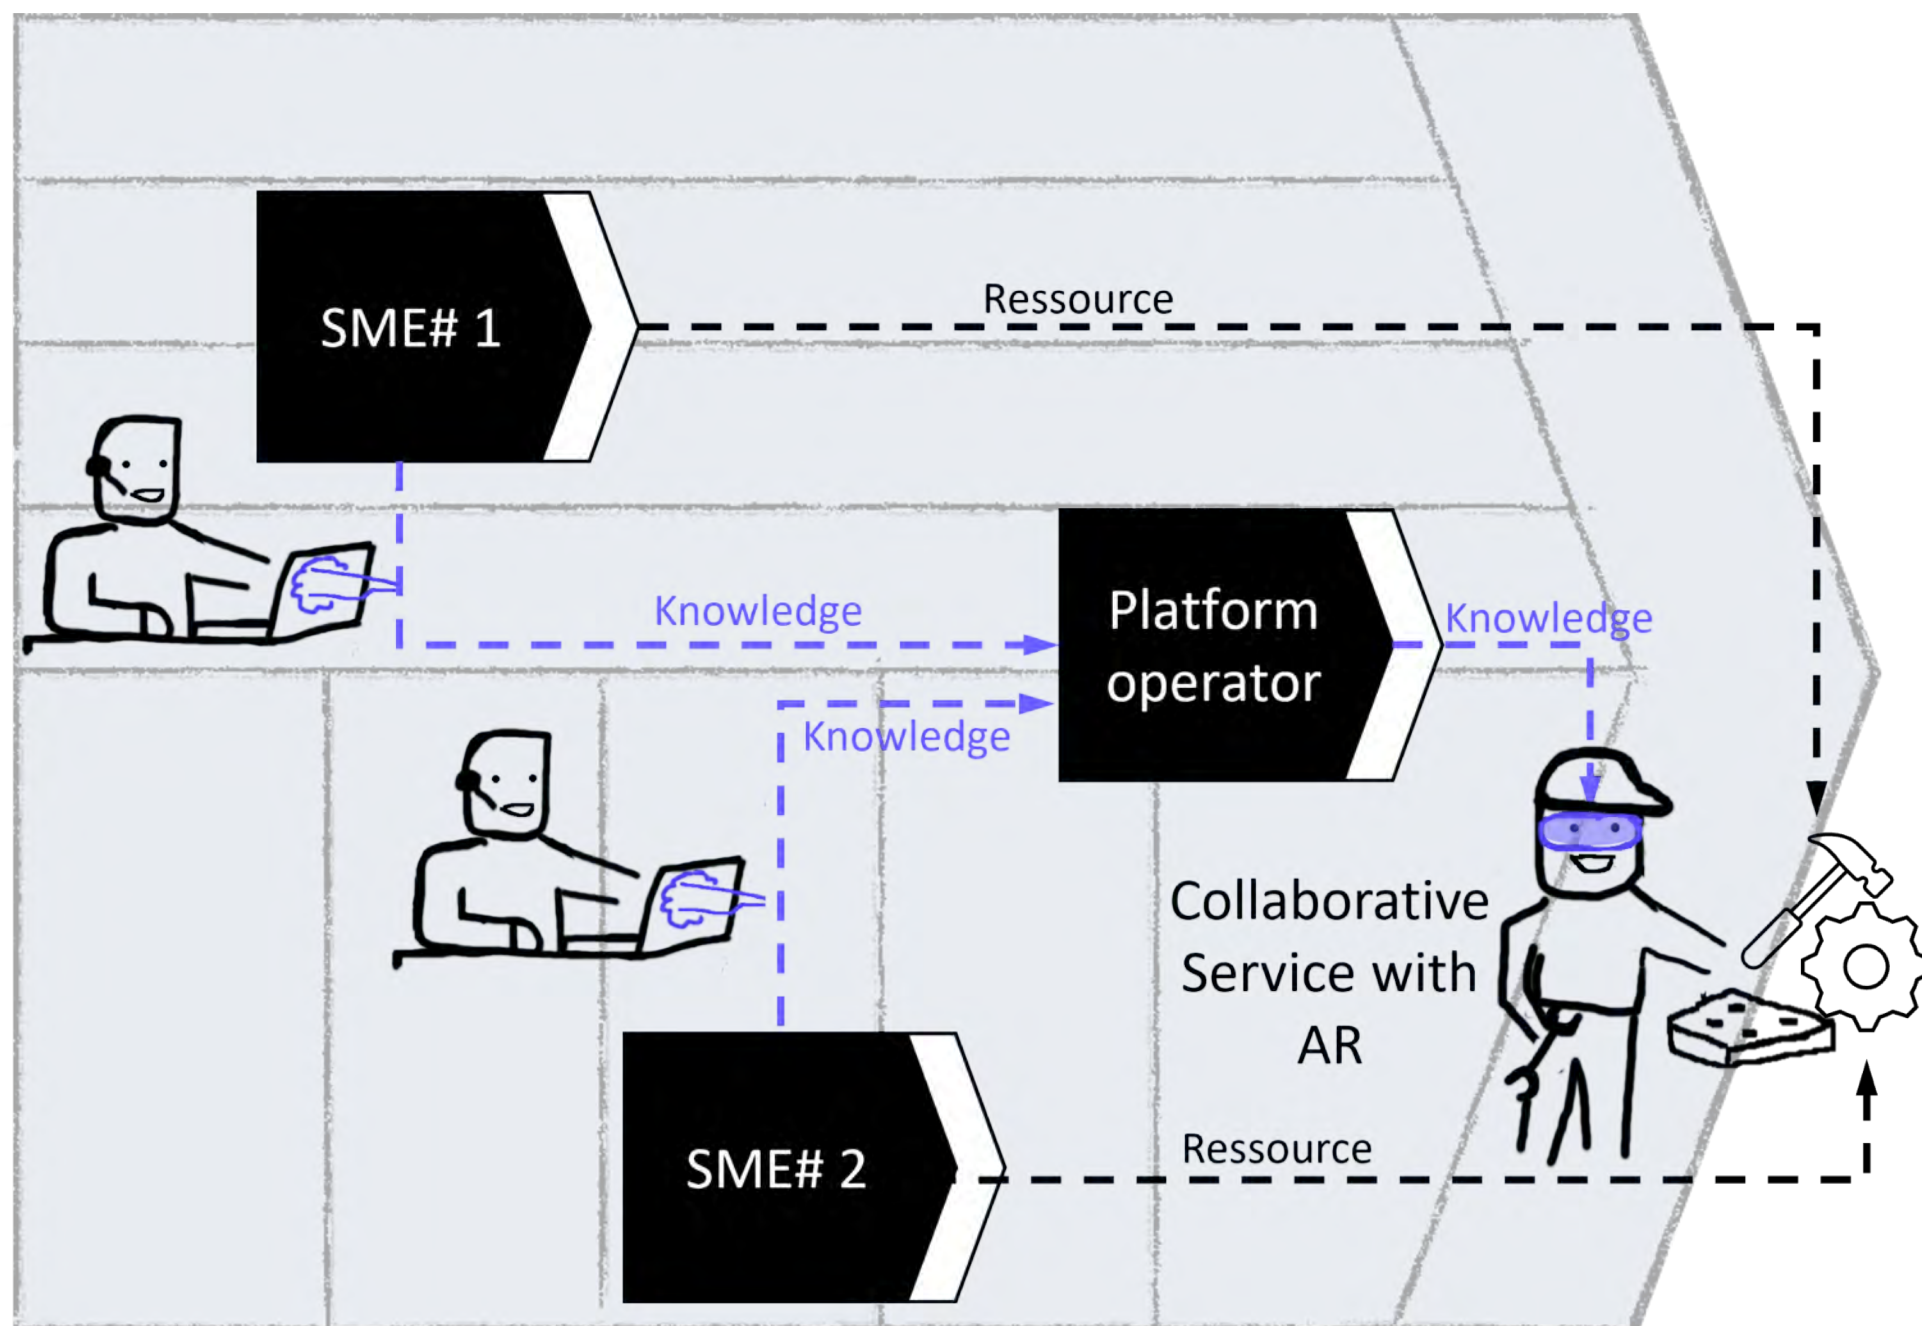 SME# 1
Ressource
Knowledge
Platform
operator
Knowledge
Knowledge
Collaborative
Service with
AR
Ressource
SME# 2